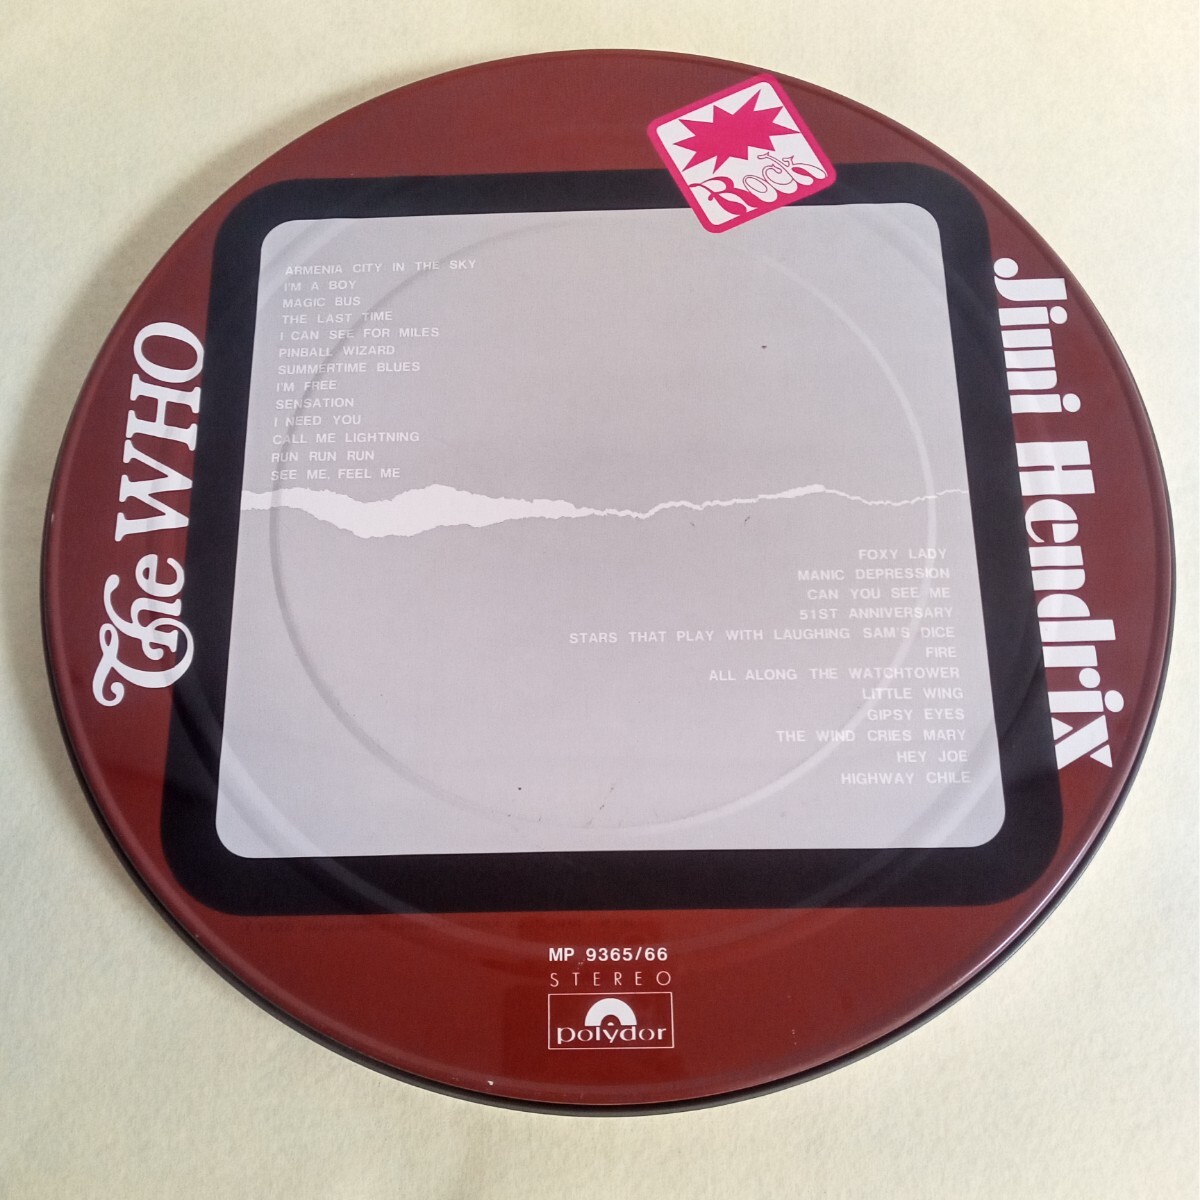 Rock
The WHO
Jimi Hendrix
ARMENIA CITY IN THE SKY
I'M A BOY
MAGIC BUS
THE LAST TIME
I CAN SEE FOR MILES
PINBALL WIZARD
SUMMERTIME BLUES
I'M FREE
SENSATION
I NEED YOU
CALL ME LIGHTNING
RUN RUN RUN
SEE ME, FEEL ME
FOXY LADY
MANIC DEPRESSION
CAN YOU SEE ME
51ST ANNIVERSARY
STARS THAT PLAY WITH LAUGHING SAM'S DICE
FIRE
ALL ALONG THE WATCHTOWER
LITTLE WING
GIPSY EYES
THE WIND CRIES MARY
HEY JOE
HIGHWAY CHILE
MP 9365/66
STEREO
polydor